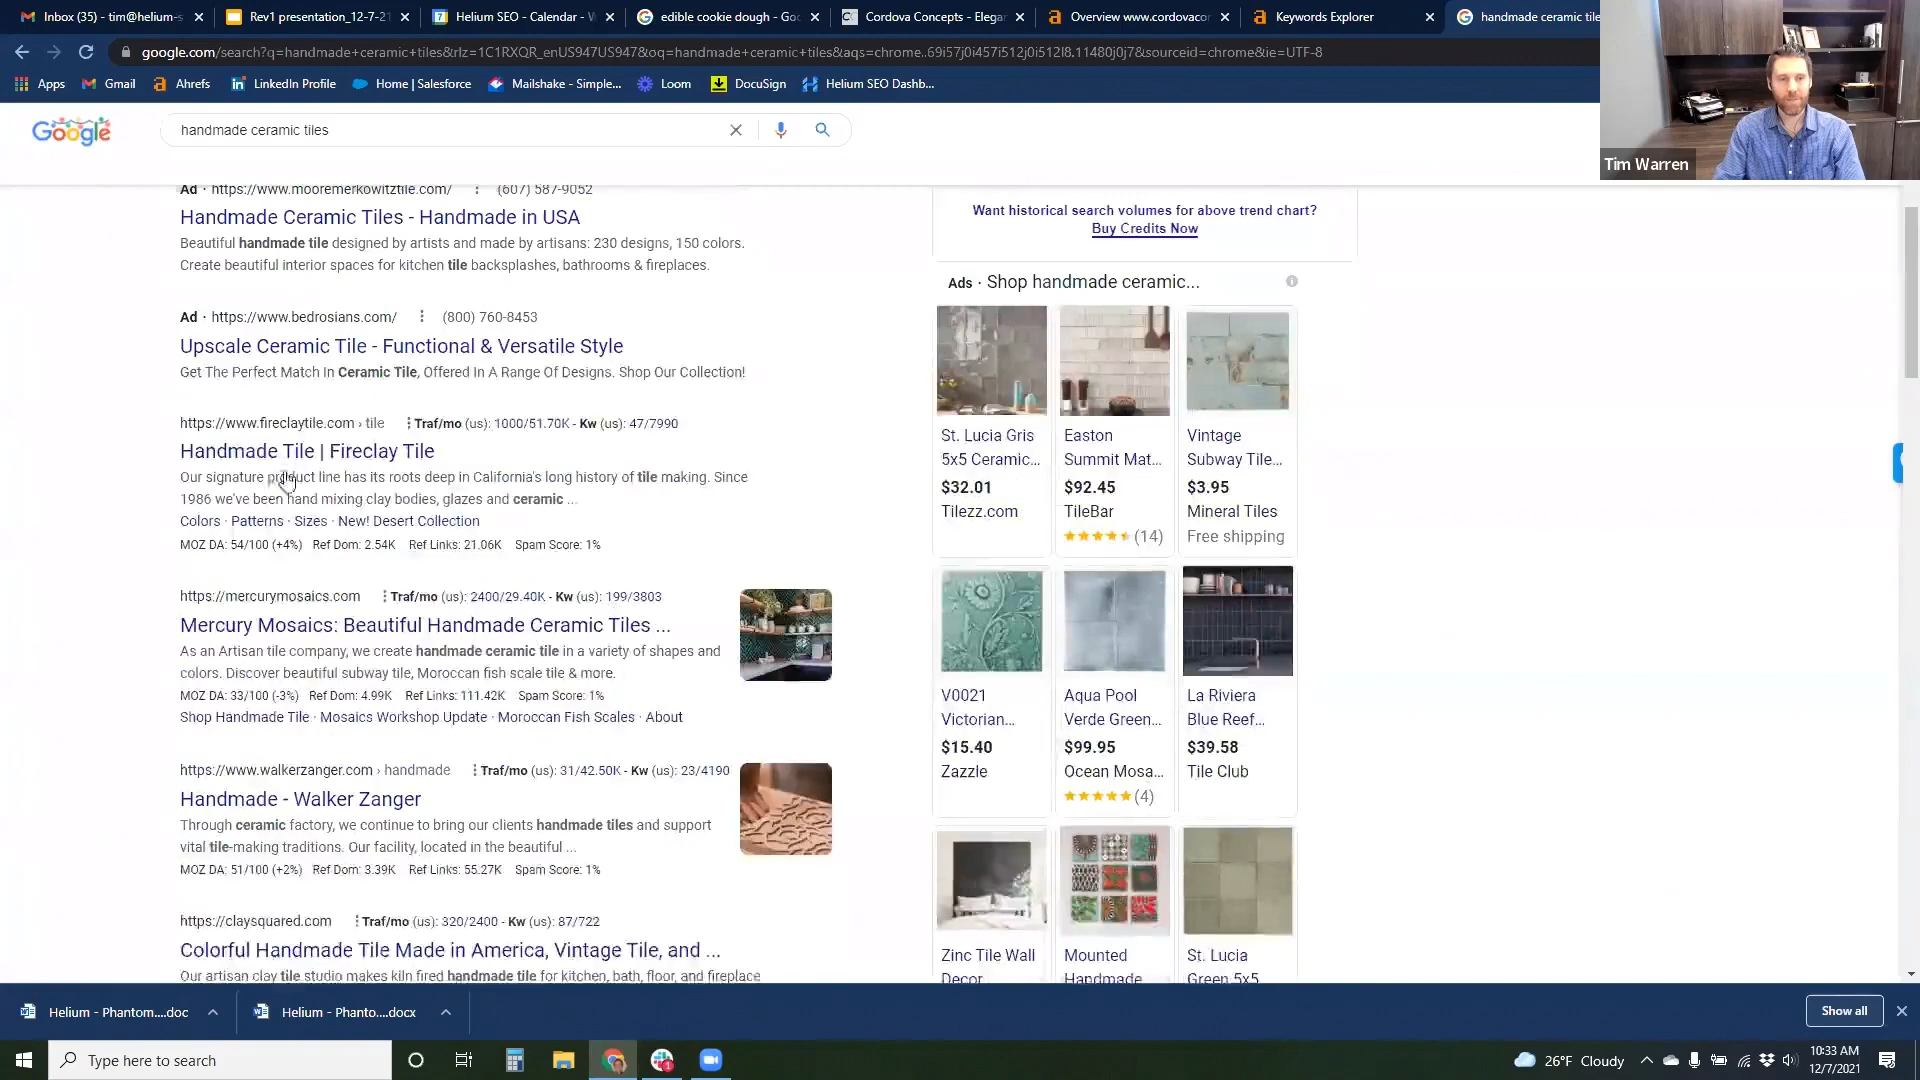 Inbox (35) - tim@helium-s
Rev1 presentation_12-7-21
Helium SEO - Calendar - W
edible cookie dough - Goo
Cordova Concepts - Elegan
Overview www.cordovacon
Keywords Explorer
handmade ceramic tile
google.com/search?q=handmade+ceramic+tiles&rlz=1C1RXQR_enUS947US947&oq=handmade+ceramic+tiles&aqs=chrome..69i57j0i457i512j0i512l8.11480j0j7&sourceid=chrome&ie=UTF-8
Apps
Gmail
Ahrefs
LinkedIn Profile
Home | Salesforce
Mailshake - Simple...
Loom
DocuSign
Helium SEO Dashb...
Tim Warren
Google
handmade ceramic tiles
Ad · https://www.mooremerkowitztile.com/ (607) 587-9052
Handmade Ceramic Tiles - Handmade in USA
Beautiful handmade tile designed by artists and made by artisans: 230 designs, 150 colors.
Create beautiful interior spaces for kitchen tile backsplashes, bathrooms & fireplaces.
Ad · https://www.bedrosians.com/ (800) 760-8453
Upscale Ceramic Tile - Functional & Versatile Style
Get The Perfect Match In Ceramic Tile, Offered In A Range Of Designs. Shop Our Collection!
https://www.fireclaytile.com › tile Traf/mo (us): 1000/51.70K - Kw (us): 47/7990
Handmade Tile | Fireclay Tile
Our signature product line has its roots deep in California's long history of tile making. Since
1986 we've been hand mixing clay bodies, glazes and ceramic ...
Colors · Patterns · Sizes · New! Desert Collection
MOZ DA: 54/100 (+4%) Ref Dom: 2.54K Ref Links: 21.06K Spam Score: 1%
https://mercurymosaics.com Traf/mo (us): 2400/29.40K - Kw (us): 199/3803
Mercury Mosaics: Beautiful Handmade Ceramic Tiles ...
As an Artisan tile company, we create handmade ceramic tile in a variety of shapes and
colors. Discover beautiful subway tile, Moroccan fish scale tile & more.
MOZ DA: 33/100 (-3%) Ref Dom: 4.99K Ref Links: 111.42K Spam Score: 1%
Shop Handmade Tile · Mosaics Workshop Update · Moroccan Fish Scales · About
https://www.walkerzanger.com › handmade Traf/mo (us): 31/42.50K - Kw (us): 23/4190
Handmade - Walker Zanger
Through ceramic factory, we continue to bring our clients handmade tiles and support
vital tile-making traditions. Our facility, located in the beautiful ...
MOZ DA: 51/100 (+2%) Ref Dom: 3.39K Ref Links: 55.27K Spam Score: 1%
https://claysquared.com Traf/mo (us): 320/2400 - Kw (us): 87/722
Colorful Handmade Tile Made in America, Vintage Tile, and ...
Our artisan clay tile studio makes kiln fired handmade tile for kitchen, bath, floor, and fireplace
Want historical search volumes for above trend chart?
Buy Credits Now
Ads · Shop handmade ceramic...
St. Lucia Gris
5x5 Ceramic...
$32.01
Tilezz.com
Easton
Summit Mat...
$92.45
TileBar
(14)
Vintage
Subway Tile...
$3.95
Mineral Tiles
Free shipping
V0021
Victorian...
$15.40
Zazzle
Aqua Pool
Verde Green...
$99.95
Ocean Mosa...
(4)
La Riviera
Blue Reef...
$39.58
Tile Club
Zinc Tile Wall
Decor
Mounted
Handmade
St. Lucia
Green 5x5
Helium - Phantom....doc
Helium - Phanto....docx
Show all
Type here to search
26°F Cloudy
10:33 AM
12/7/2021